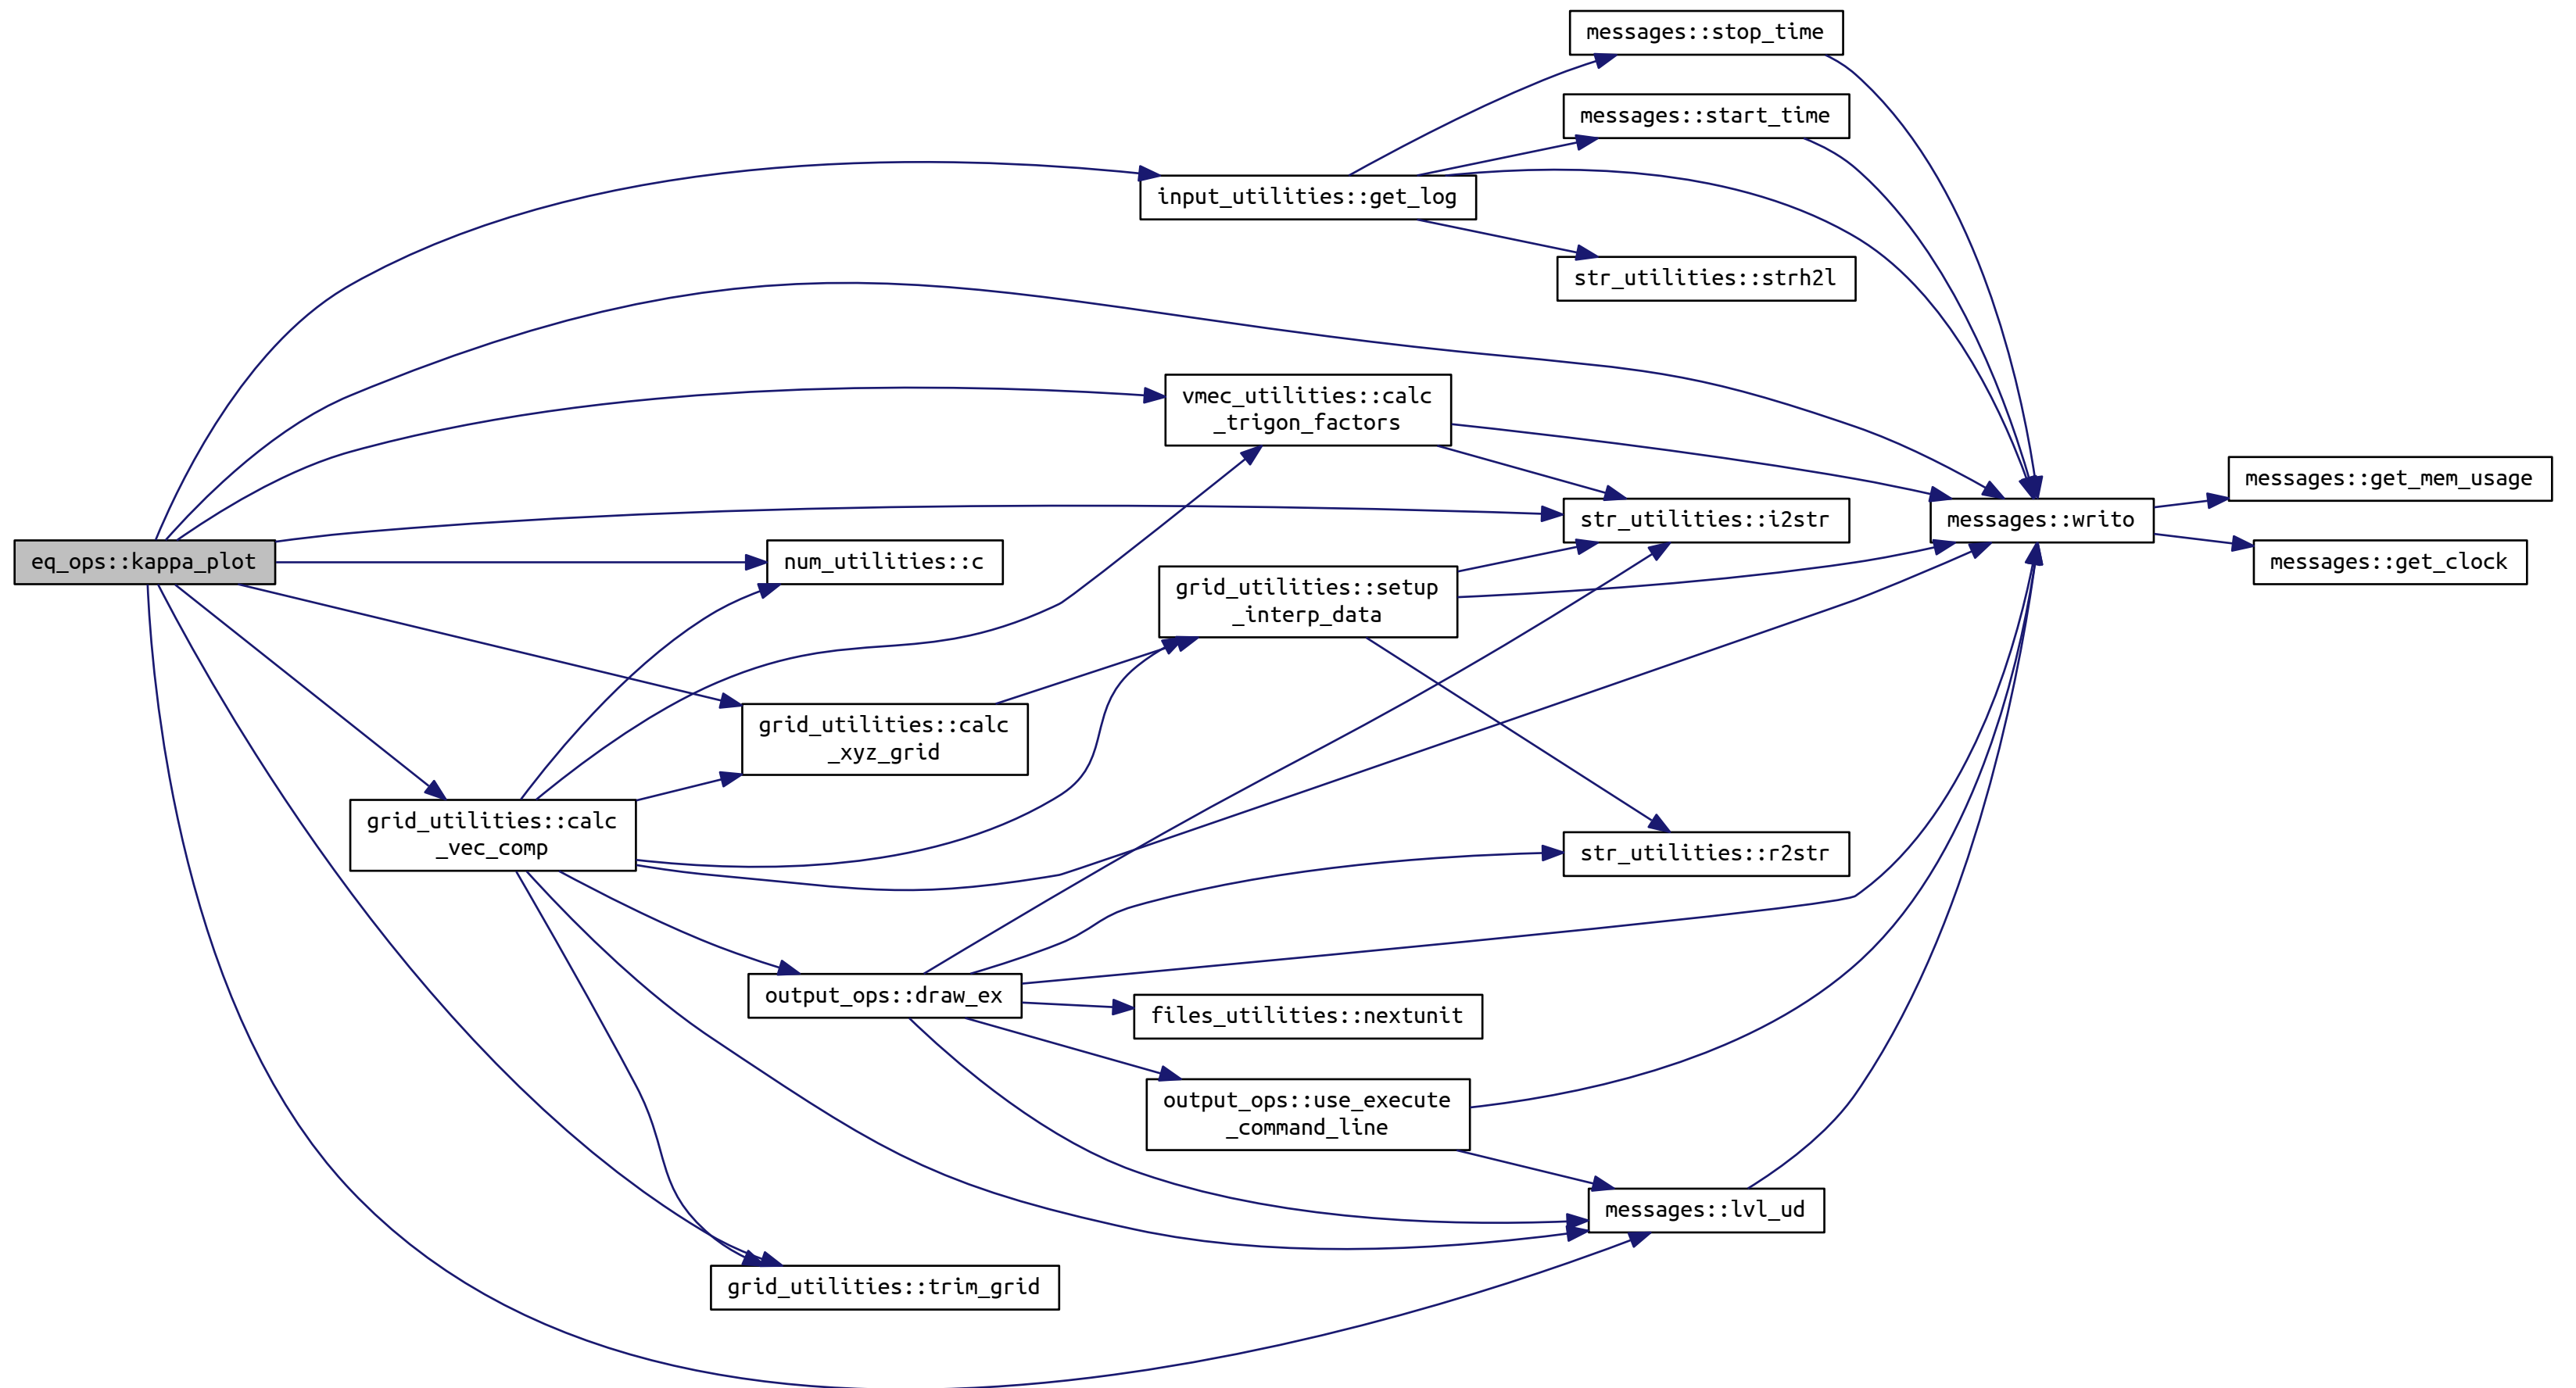 messages::stop_time
messages::start_time
input_utilities::get_log
str_utilities::strh2l
vmec_utilities::calc
_trigon_factors
messages::get_mem_usage
str_utilities::i2str
messages::writo
eq_ops::kappa_plot
num_utilities::c
messages::get_clock
grid_utilities::setup
_interp_data
grid_utilities::calc
_xyz_grid
grid_utilities::calc
_vec_comp
str_utilities::r2str
output_ops::draw_ex
files_utilities::nextunit
output_ops::use_execute
_command_line
messages::lvl_ud
grid_utilities::trim_grid